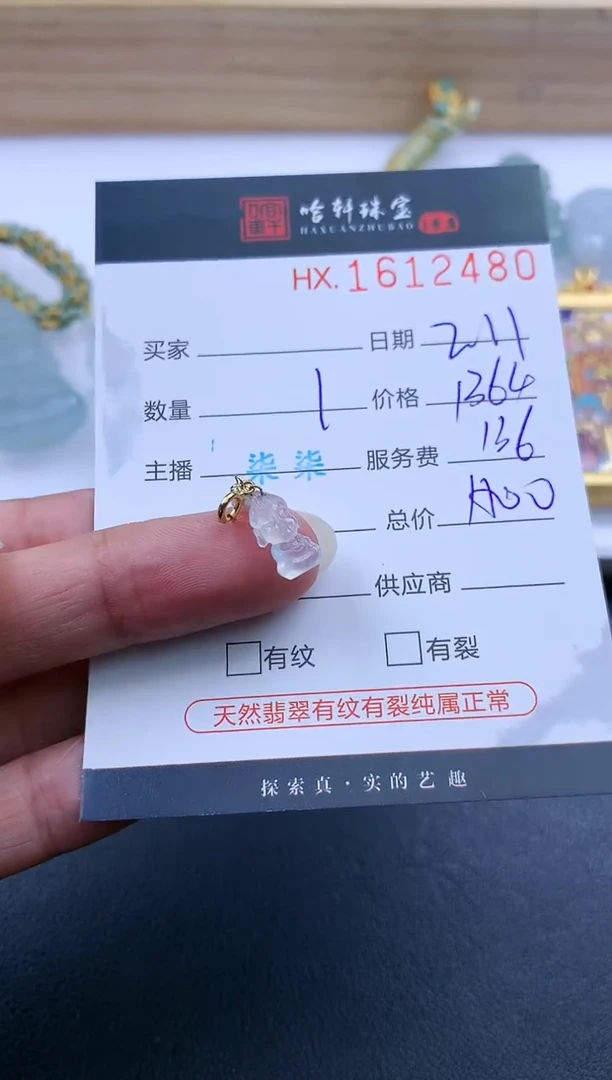 哈轩珠宝
HAXUANZHUBAO
HX.1612480
买家 日期 2.11
数量 1 价格 1364
主播 柒柒 服务费 136
总价 1500
供应商
有纹 有裂
天然翡翠有纹有裂纯属正常
探索真·实的艺趣